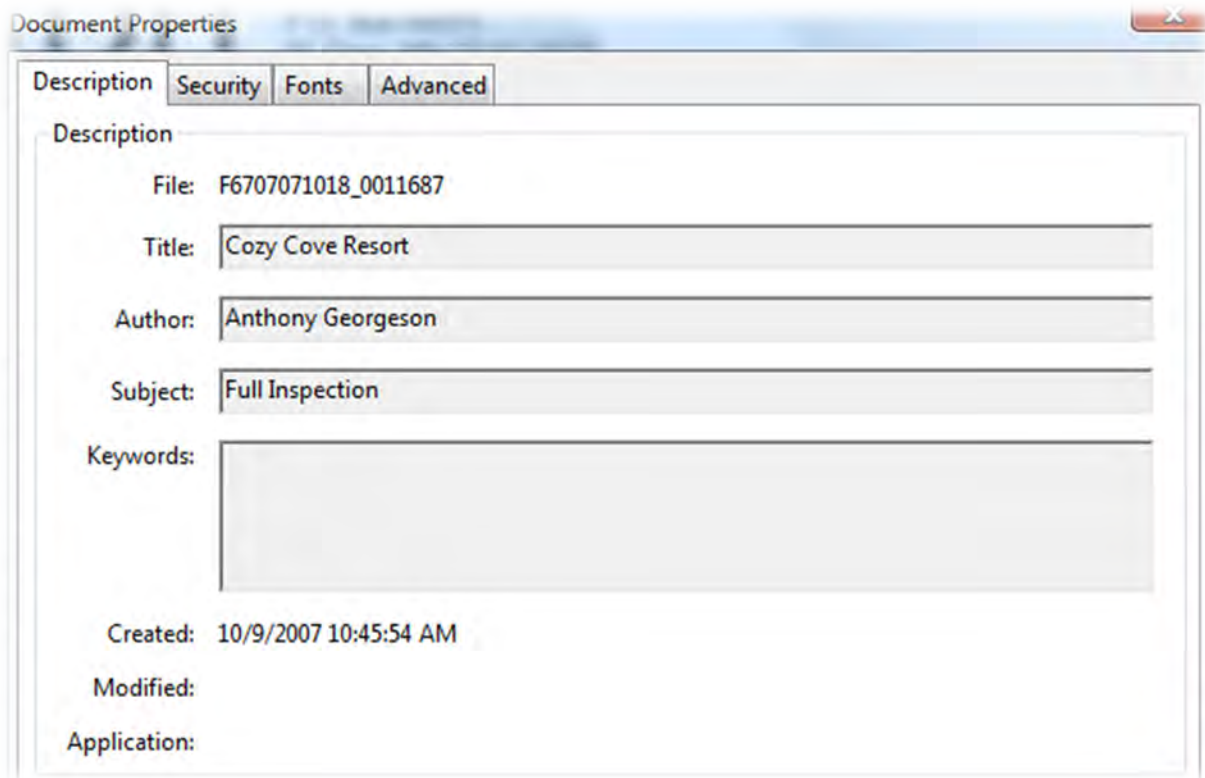 Document Properties
Description Security Fonts Advanced
Description
File: F6707071018_0011687
Title: Cozy Cove Resort
Author: Anthony Georgeson
Subject: Full Inspection
Keywords:
Created: 10/9/2007 10:45:54 AM
Modified:
Application: